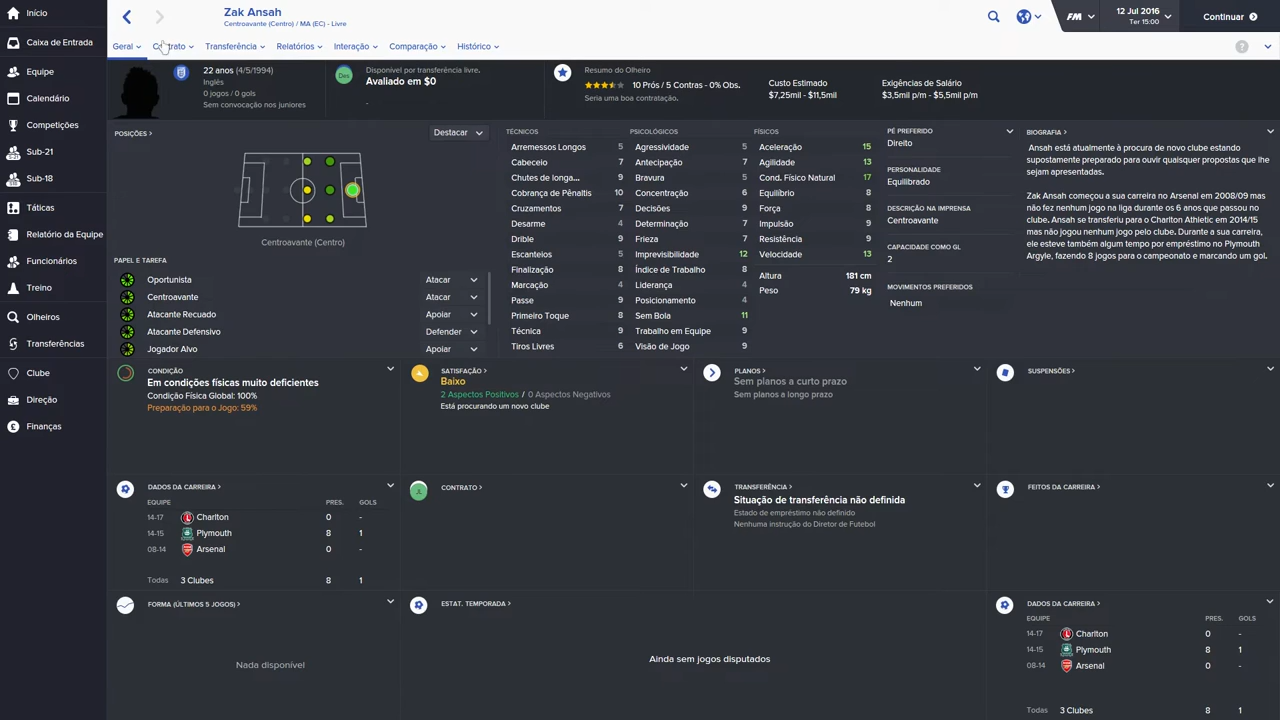 Início
Caixa de Entrada
Equipe
Calendário
Competições
Sub-21
Sub-18
Táticas
Relatório da Equipe
Funcionários
Treino
Olheiros
Transferências
Clube
Direção
Finanças
Zak Ansah
Centroavante (Centro) / MA (EC) - Livre
FM
12 Jul 2016
Ter 15:00
Continuar
Geral
Contrato
Transferência
Relatórios
Interação
Comparação
Histórico
22 anos (4/5/1994)
Inglês
0 jogos / 0 gols
Sem convocação nos juniores
Des
Disponível por transferência livre.
Avaliado em $0
-
Resumo do Olheiro
10 Prós / 5 Contras - 0% Obs.
Seria uma boa contratação.
Custo Estimado
$7,25mil - $11,5mil
Exigências de Salário
$3,5mil p/m - $5,5mil p/m
POSIÇÕES >
Destacar
Centroavante (Centro)
PAPEL E TAREFA
Oportunista Atacar
Centroavante Atacar
Atacante Recuado Apoiar
Atacante Defensivo Defender
Jogador Alvo Apoiar
TÉCNICOS
Arremessos Longos 5
Cabeceio 7
Chutes de longa... 9
Cobrança de Pênaltis 10
Cruzamentos 7
Desarme 4
Drible 9
Escanteios 5
Finalização 8
Marcação 4
Passe 9
Primeiro Toque 8
Técnica 9
Tiros Livres 6
PSICOLÓGICOS
Agressividade 5
Antecipação 7
Bravura 5
Concentração 6
Decisões 9
Determinação 7
Frieza 7
Imprevisibilidade 12
Índice de Trabalho 8
Liderança 4
Posicionamento 4
Sem Bola 11
Trabalho em Equipe 9
Visão de Jogo 9
FÍSICOS
Aceleração 15
Agilidade 13
Cond. Físico Natural 17
Equilíbrio 8
Força 8
Impulsão 9
Resistência 9
Velocidade 13
Altura 181 cm
Peso 79 kg
PÉ PREFERIDO
Direito
PERSONALIDADE
Equilibrado
DESCRIÇÃO NA IMPRENSA
Centroavante
CAPACIDADE COMO GL
2
MOVIMENTOS PREFERIDOS
Nenhum
BIOGRAFIA >
Ansah está atualmente à procura de novo clube estando
supostamente preparado para ouvir quaisquer propostas que lhe
sejam apresentadas.
Zak Ansah começou a sua carreira no Arsenal em 2008/09 mas
não fez nenhum jogo na liga durante os 6 anos que passou no
clube. Ansah se transferiu para o Charlton Athletic em 2014/15
mas não jogou nenhum jogo pelo clube. Durante a sua carreira,
ele esteve também algum tempo por empréstimo no Plymouth
Argyle, fazendo 8 jogos para o campeonato e marcando um gol.
CONDIÇÃO
Em condições físicas muito deficientes
Condição Física Global: 100%
Preparação para o Jogo: 59%
SATISFAÇÃO >
Baixo
2 Aspectos Positivos / 0 Aspectos Negativos
Está procurando um novo clube
PLANOS >
Sem planos a curto prazo
Sem planos a longo prazo
SUSPENSÕES >
DADOS DA CARREIRA >
EQUIPE PRES. GOLS
14-17 Charlton 0 -
14-15 Plymouth 8 1
08-14 Arsenal 0 -
Todas 3 Clubes 8 1
CONTRATO >
TRANSFERÊNCIA >
Situação de transferência não definida
Estado de empréstimo não definido
Nenhuma instrução do Diretor de Futebol
FEITOS DA CARREIRA >
FORMA (ÚLTIMOS 5 JOGOS) >
Nada disponível
ESTAT. TEMPORADA >
Ainda sem jogos disputados
DADOS DA CARREIRA >
EQUIPE PRES. GOLS
14-17 Charlton 0 -
14-15 Plymouth 8 1
08-14 Arsenal 0 -
Todas 3 Clubes 8 1